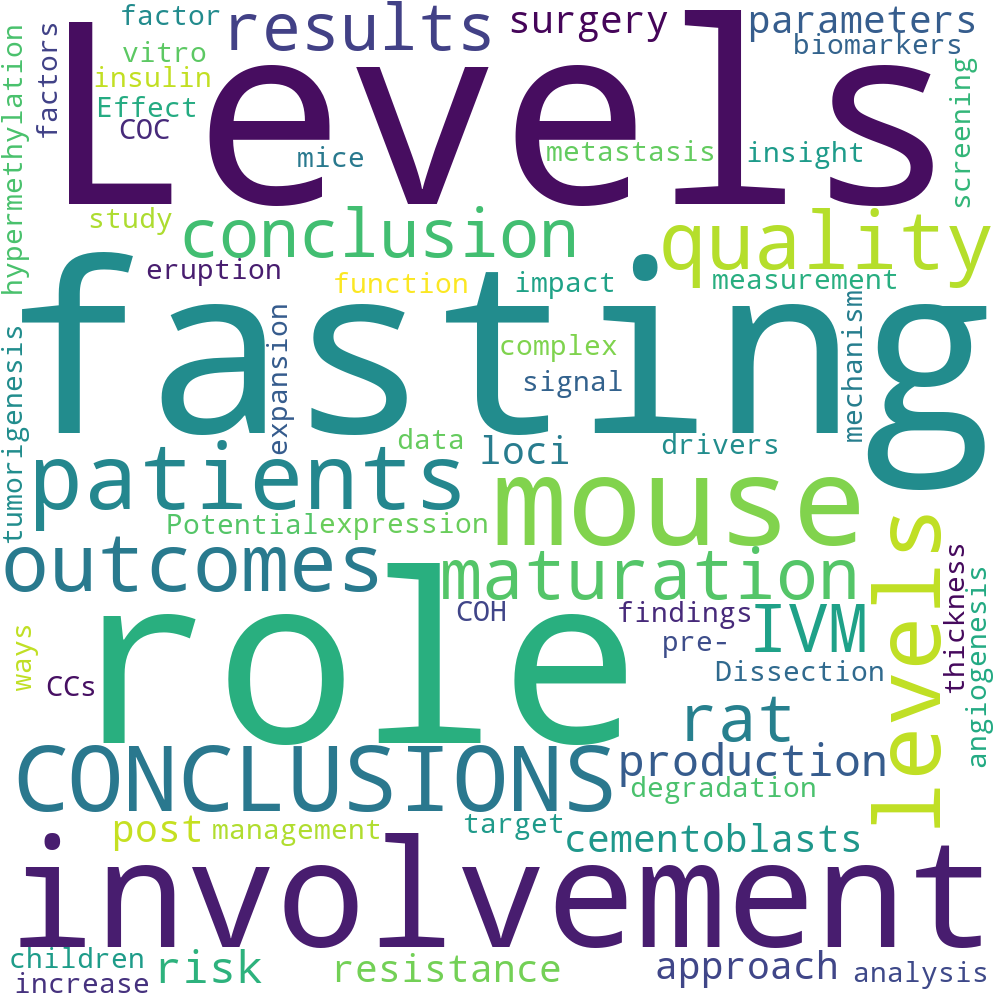 factor
results
surgery
parameters
Levels
vitro
biomarkers
factors
insulin
Effect
COC
hypermethylation
screening
mice
metastasis
insight
study
conclusion
quality
eruption
function
impact
measurement
fasting
expansion
mechanism
complex
signal
tumorigenesis
data
loci
drivers
patients
mouse
Potential
expression
levels
outcomes
maturation
thickness
angiogenesis
role
COH
findings
IVM
ways
pre-
CCs
Dissection
rat
CONCLUSIONS
production
degradation
post
management
target
cementoblasts
involvement
children
risk
resistance
approach
analysis
increase